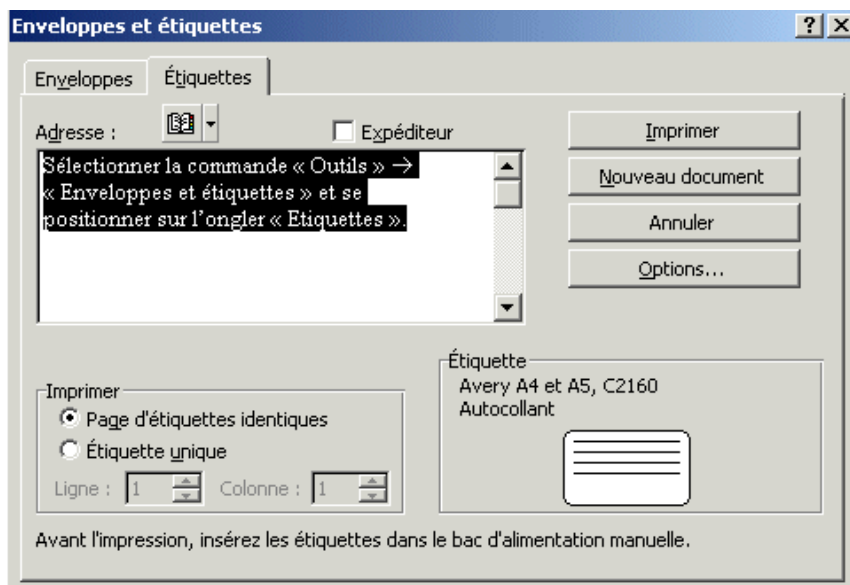 Enveloppes et étiquettes
Enveloppes
Étiquettes
Adresse :
Expéditeur
Sélectionner la commande « Outils » →
« Enveloppes et étiquettes » et se
positionner sur l’ongler « Etiquettes ».
Imprimer
Nouveau document
Annuler
Options...
Imprimer
Page d'étiquettes identiques
Étiquette unique
Ligne : 1 Colonne : 1
Étiquette
Avery A4 et A5, C2160
Autocollant
Avant l'impression, insérez les étiquettes dans le bac d'alimentation manuelle.